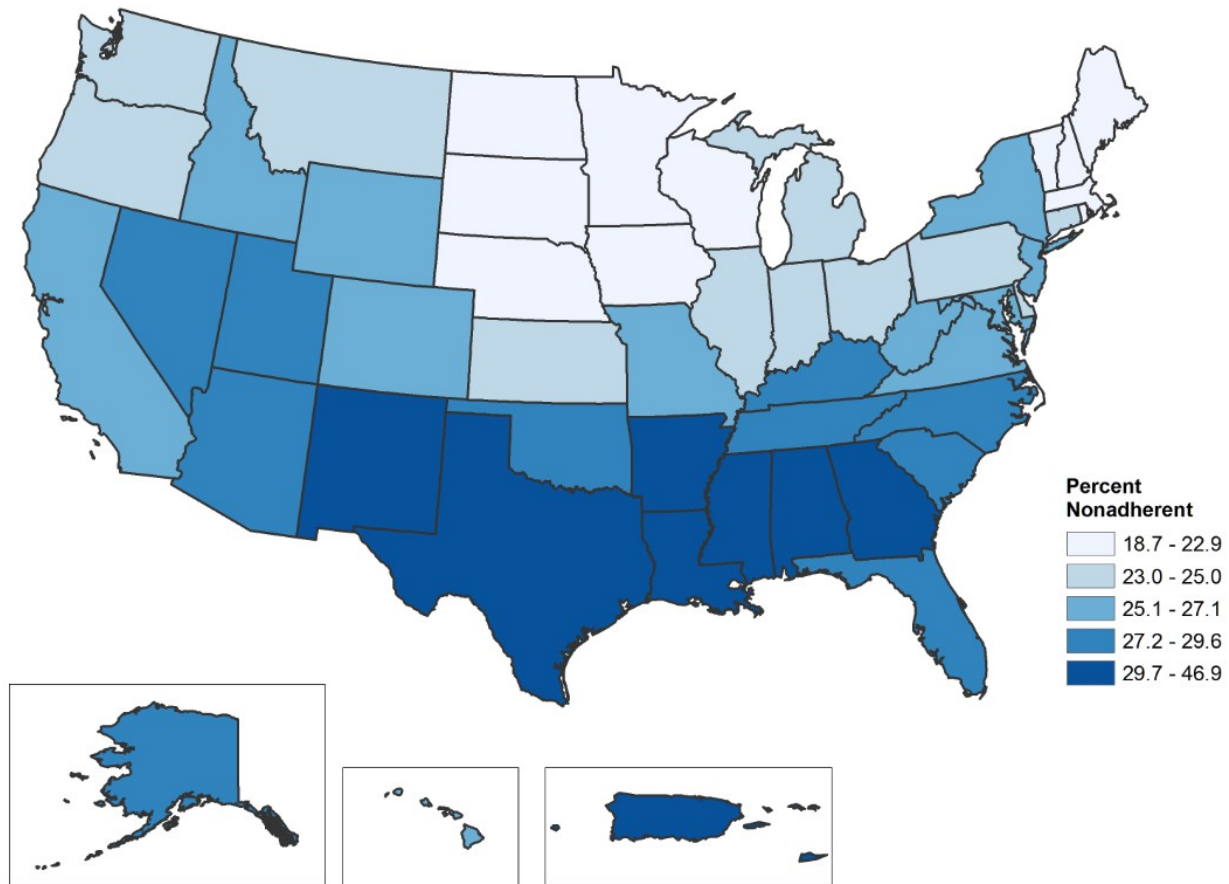 Percent
Nonadherent
18.7 - 22.9
23.0 - 25.0
25.1 - 27.1
27.2 - 29.6
29.7 - 46.9